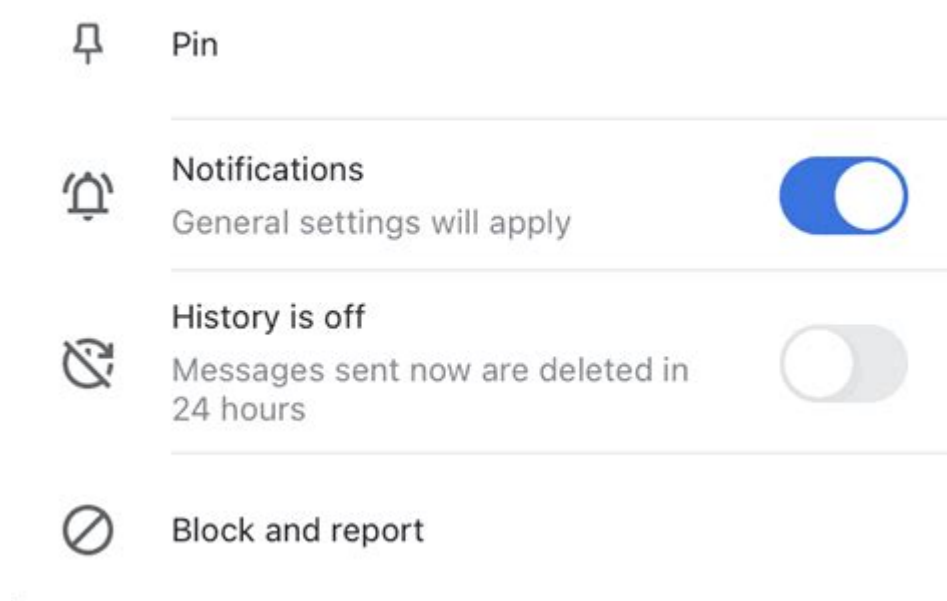 Pin
Notifications
General settings will apply
History is off
Messages sent now are deleted in
24 hours
Block and report